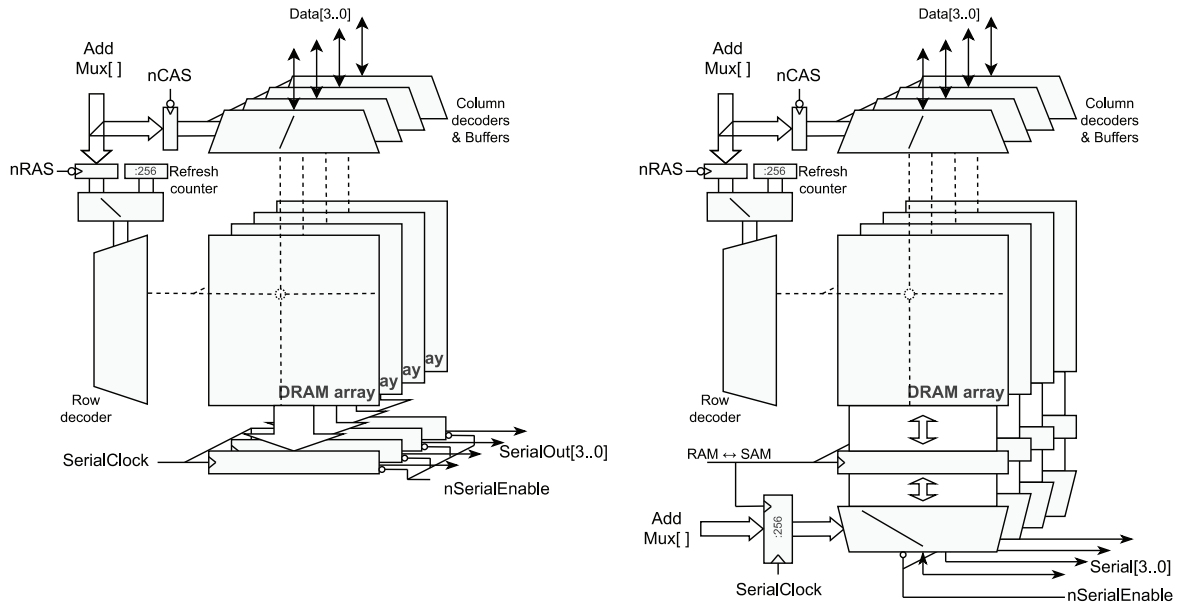 Data[3..0]
Add
Mux[ ]
nCAS
Column
decoders
& Buffers
nRAS
:256
Refresh
counter
ay
ay
ay
DRAM array
Row
decoder
SerialClock
SerialOut[3..0]
nSerialEnable
Data[3..0]
Add
Mux[ ]
nCAS
Column
decoders
& Buffers
nRAS
:256
Refresh
counter
DRAM array
Row
decoder
RAM ↔ SAM
Add
Mux[ ]
:256
SerialClock
Serial[3..0]
nSerialEnable